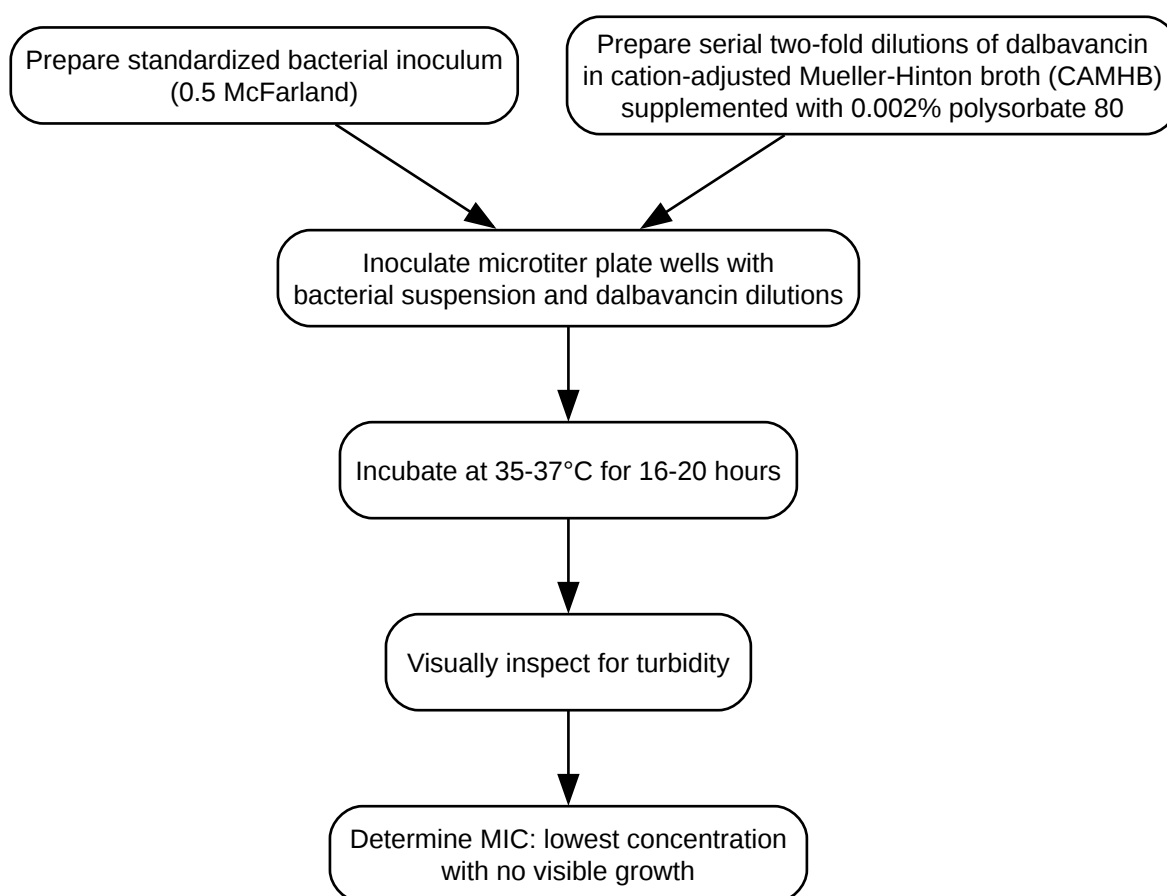 Prepare standardized bacterial inoculum
(0.5 McFarland)
Prepare serial two-fold dilutions of dalbavancin
in cation-adjusted Mueller-Hinton broth (CAMHB)
supplemented with 0.002% polysorbate 80
Inoculate microtiter plate wells with
bacterial suspension and dalbavancin dilutions
Incubate at 35-37°C for 16-20 hours
Visually inspect for turbidity
Determine MIC: lowest concentration
with no visible growth